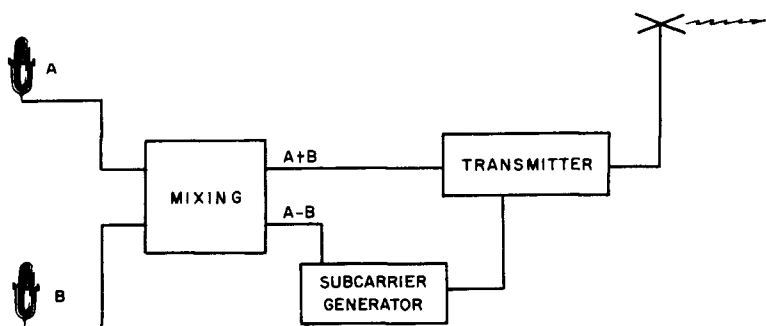 A
A+B
TRANSMITTER
MIXING
A-B
SUBCARRIER
GENERATOR
B